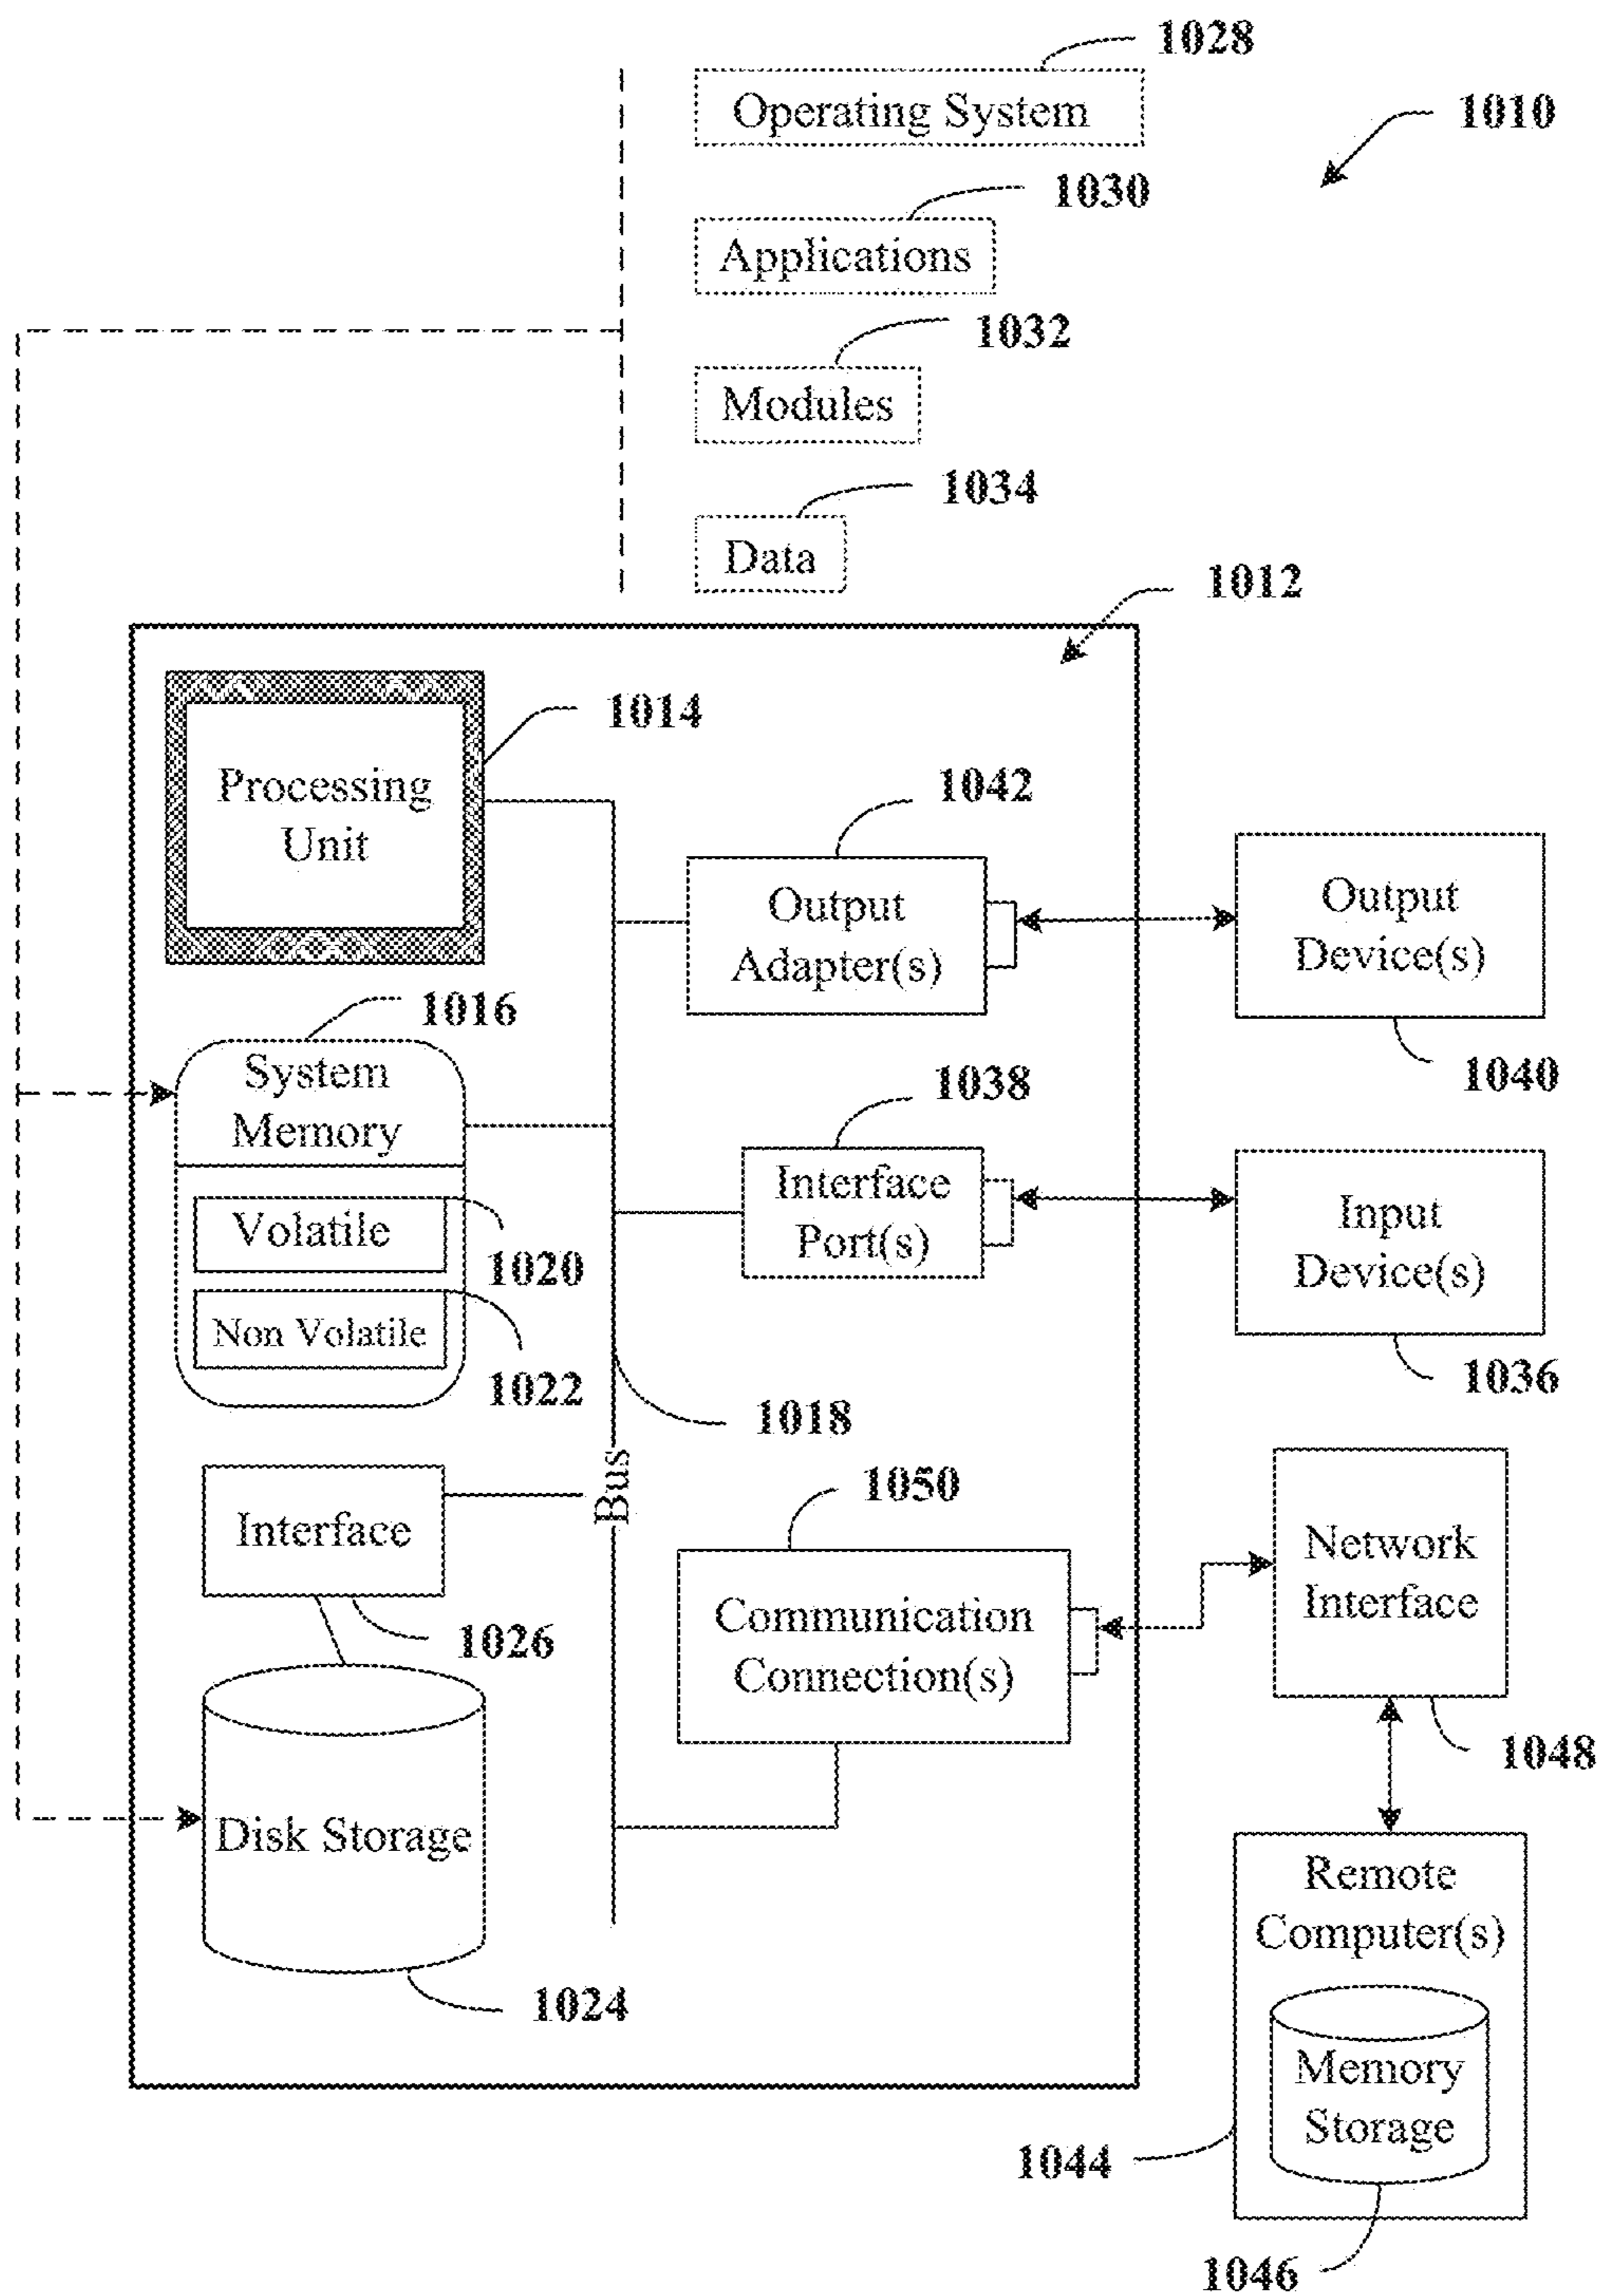 1028
Operating System
1010
1030
Applications
1032
Modules
1034
Data
1012
1014
Processing
Unit
1042
Output
Adapter(s)
Output
Device(s)
1040
1016
System
Memory
1038
Interface
Port(s)
Input
Device(s)
1036
Volatile
1020
Non Volatile
1022
1018
Bus
1050
Interface
1026
Communication
Connection(s)
Network
Interface
1048
Disk Storage
1024
Remote
Computer(s)
Memory
Storage
1044
1046